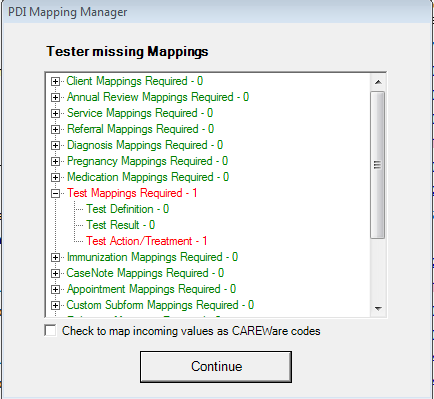 PDI Mapping Manager
Tester missing Mappings
Client Mappings Required - 0
Annual Review Mappings Required - 0
Service Mappings Required - 0
Referral Mappings Required - 0
Diagnosis Mappings Required - 0
Pregnancy Mappings Required - 0
Medication Mappings Required - 0
Test Mappings Required - 1
Test Definition - 0
Test Result - 0
Test Action/Treatment - 1
Immunization Mappings Required - 0
CaseNote Mappings Required - 0
Appointment Mappings Required - 0
Custom Subform Mappings Required - 0
Check to map incoming values as CAREWare codes
Continue